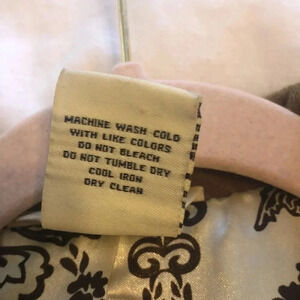 MACHINE WASH COLD
WITH LIKE COLORS
DO NOT BLEACH
DO NOT TUMBLE DRY
COOL IRON
DRY CLEAN